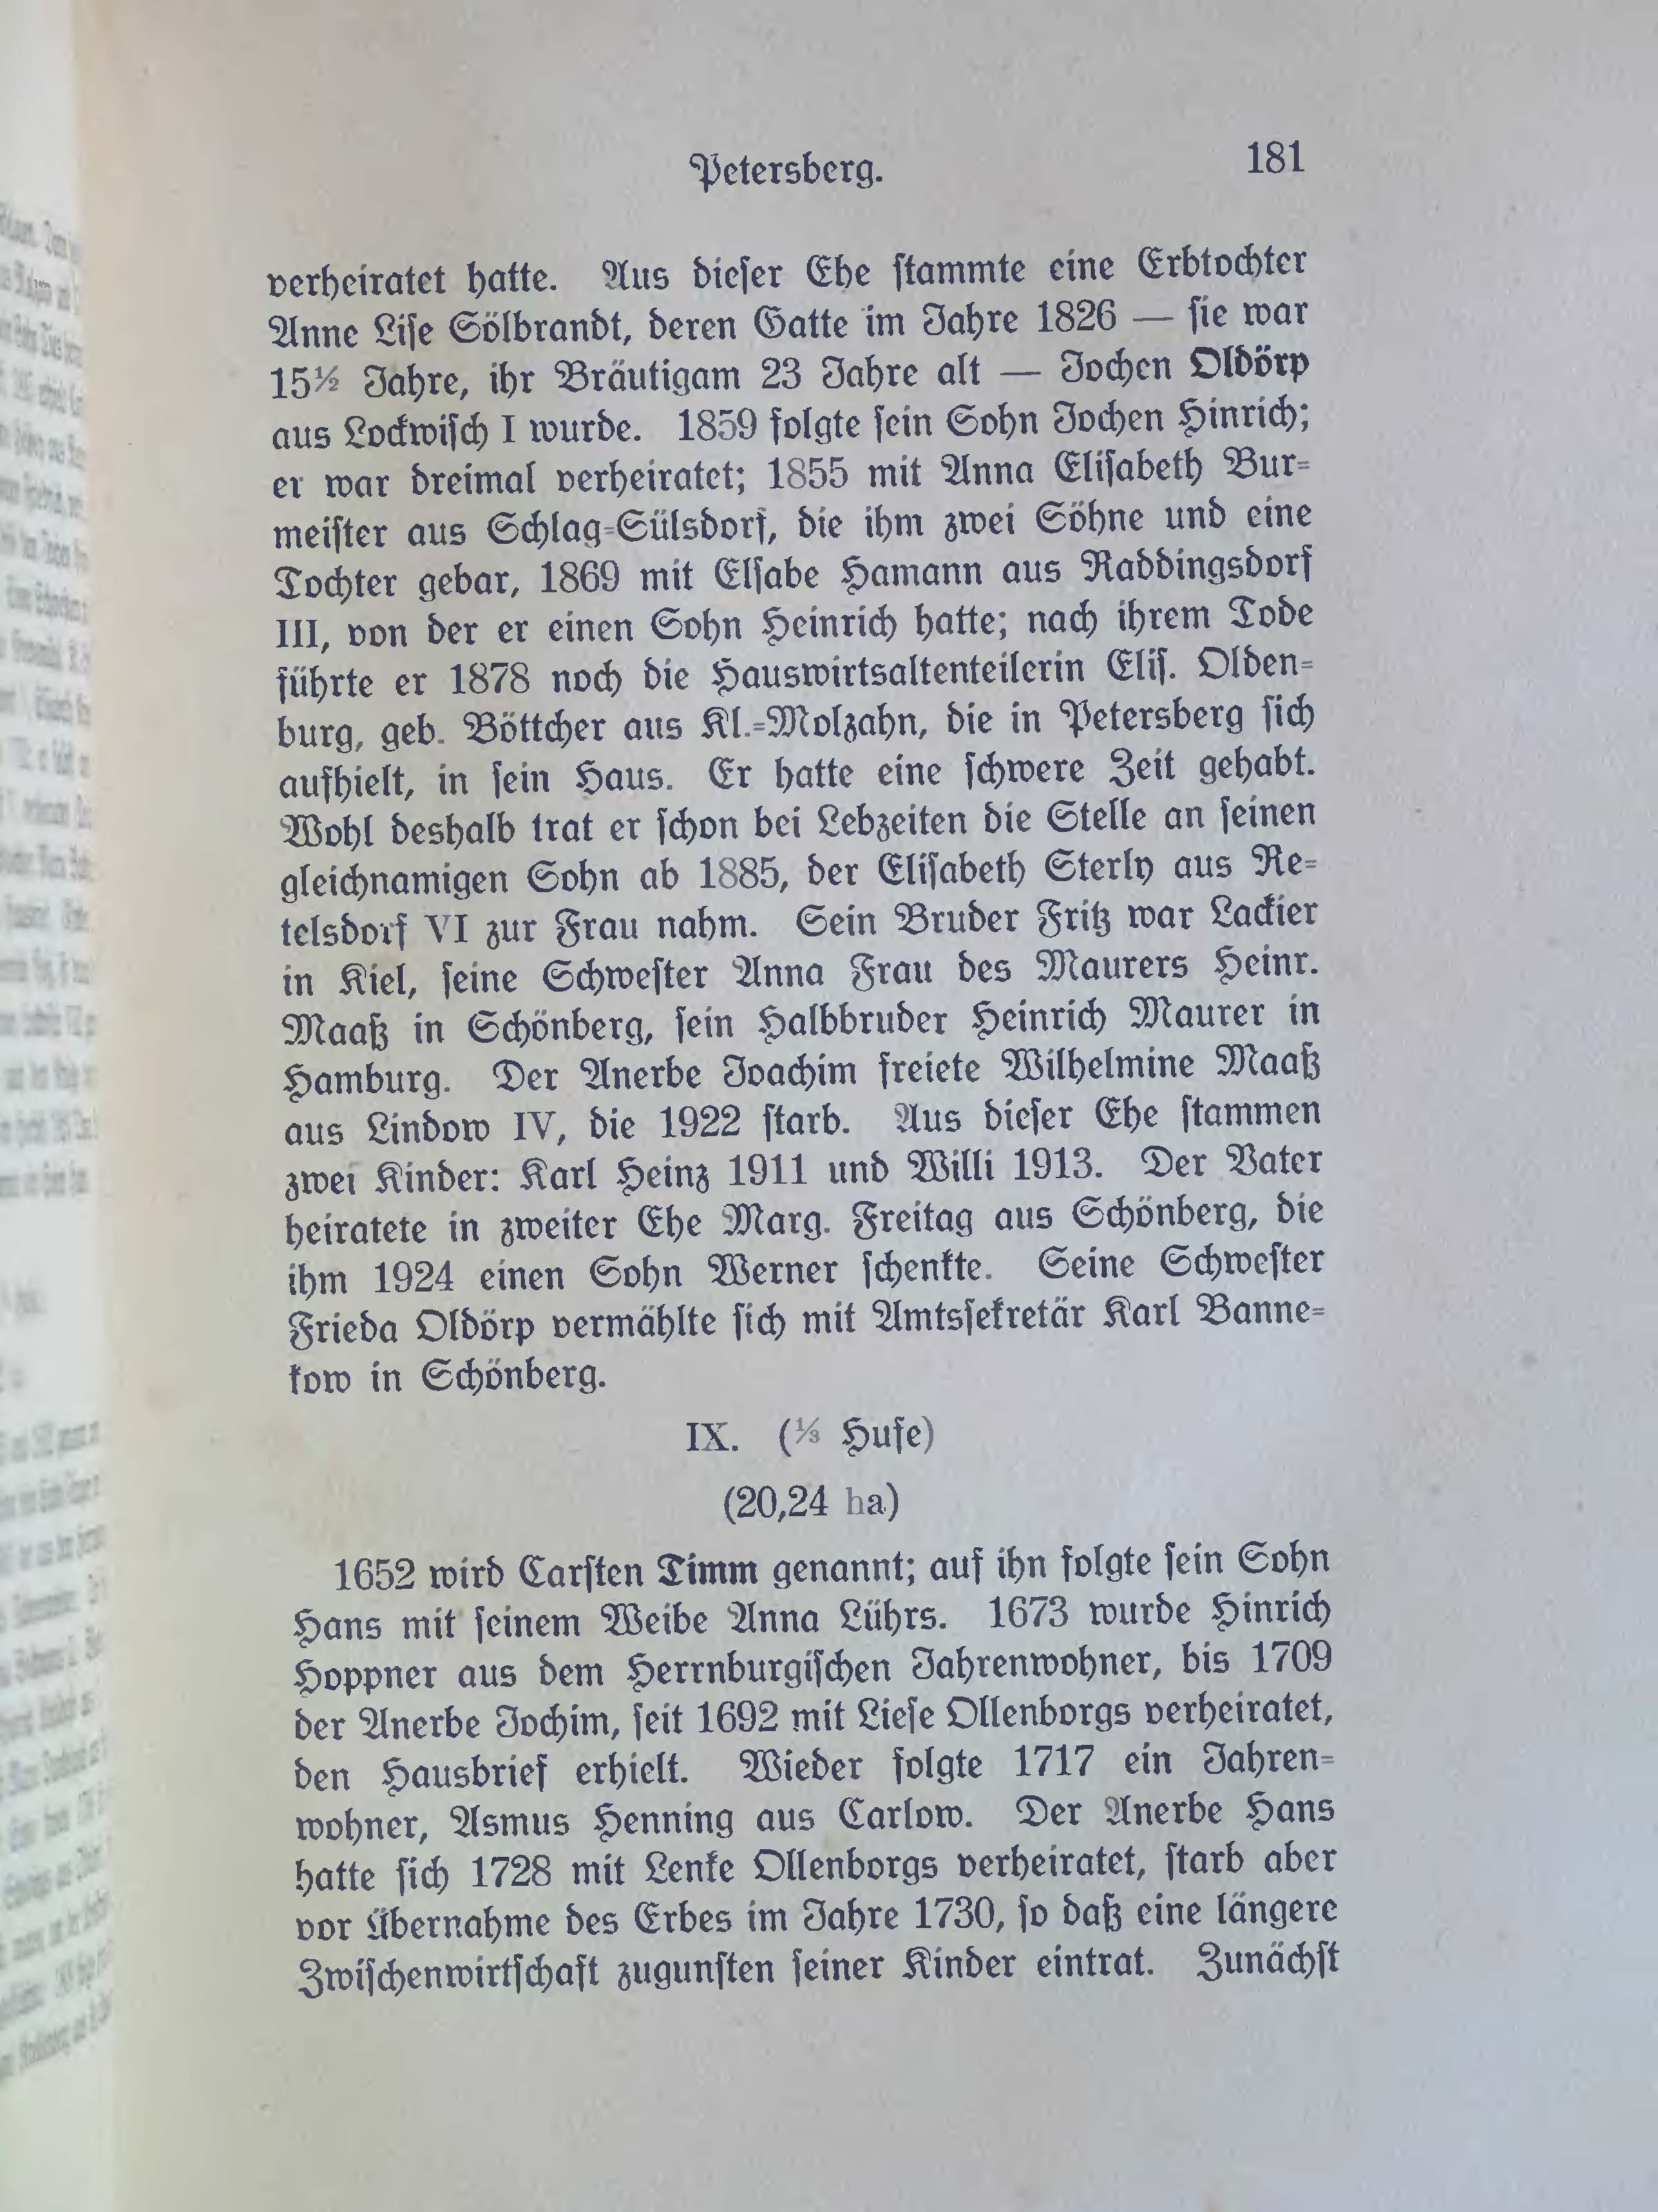 Petersberg. 181
verheiratet hatte. Aus dieser Ehe stammte eine Erbtochter
Anne Lise Sölbrandt, deren Gatte im Jahre 1826 — sie war
15½ Jahre, ihr Bräutigam 23 Jahre alt — Jochen Oldörp
aus Lockwisch I wurde. 1859 folgte sein Sohn Jochen Hinrich;
er war dreimal verheiratet; 1855 mit Anna Elisabeth Bur-
meister aus Schlag-Sülsdorf, die ihm zwei Söhne und eine
Tochter gebar, 1869 mit Elsabe Hamann aus Raddingsdorf
III, von der er einen Sohn Heinrich hatte; nach ihrem Tode
führte er 1878 noch die Hauswirtsaltenteilerin Elis. Olden-
burg, geb. Böttcher aus Kl.-Molzahn, die in Petersberg sich
aufhielt, in sein Haus. Er hatte eine schwere Zeit gehabt.
Wohl deshalb trat er schon bei Lebzeiten die Stelle an seinen
gleichnamigen Sohn ab 1885, der Elisabeth Sterly aus Re-
telsdorf VI zur Frau nahm. Sein Bruder Fritz war Lackier
in Kiel, seine Schwester Anna Frau des Maurers Heinr.
Maaß in Schönberg, sein Halbbruder Heinrich Maurer in
Hamburg. Der Anerbe Joachim freiete Wilhelmine Maaß
aus Lindow IV, die 1922 starb. Aus dieser Ehe stammen
zwei Kinder: Karl Heinz 1911 und Willi 1913. Der Vater
heiratete in zweiter Ehe Marg. Freitag aus Schönberg, die
ihm 1924 einen Sohn Werner schenkte. Seine Schwester
Frieda Oldörp vermählte sich mit Amtssekretär Karl Banne-
kow in Schönberg.
IX. (⅓ Hufe)
(20,24 ha)
1652 wird Carsten Timm genannt; auf ihn folgte sein Sohn
Hans mit seinem Weibe Anna Lührs. 1673 wurde Hinrich
Hoppner aus dem Herrnburgischen Jahrenwohner, bis 1709
der Anerbe Jochim, seit 1692 mit Liese Ollenborgs verheiratet,
den Hausbrief erhielt. Wieder folgte 1717 ein Jahren-
wohner, Asmus Henning aus Carlow. Der Anerbe Hans
hatte sich 1728 mit Lenke Ollenborgs verheiratet, starb aber
vor Übernahme des Erbes im Jahre 1730, so daß eine längere
Zwischenwirtschaft zugunsten seiner Kinder eintrat. Zunächst